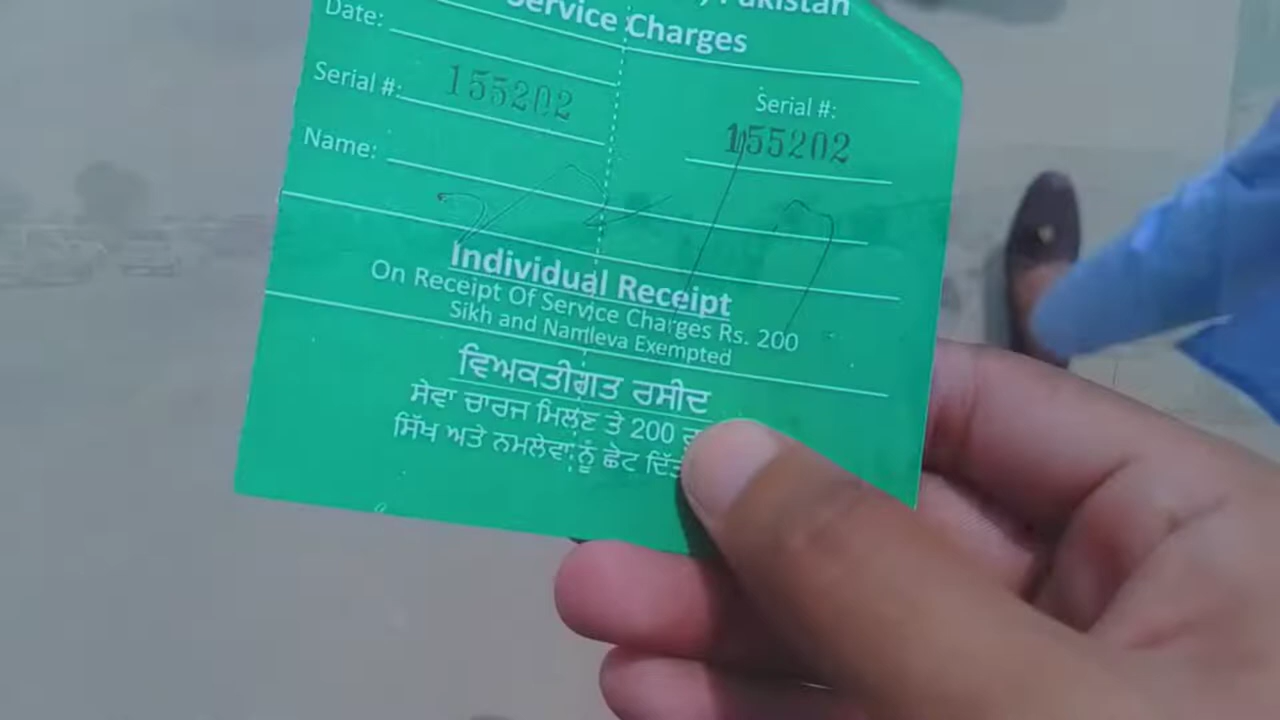 Pakistan
Service Charges
Date:
Serial #: 155202
Serial #:
155202
Name:
Individual Receipt
On Receipt Of Service Charges Rs. 200
Sikh and Namleva Exempted
ਵਿਅਕਤੀਗਤ ਰਸੀਦ
ਸੇਵਾ ਚਾਰਜ ਮਿਲਣ ਤੇ 200
ਸਿੱਖ ਅਤੇ ਨਮਲੇਵਾ ਨੂੰ ਛੋਟ